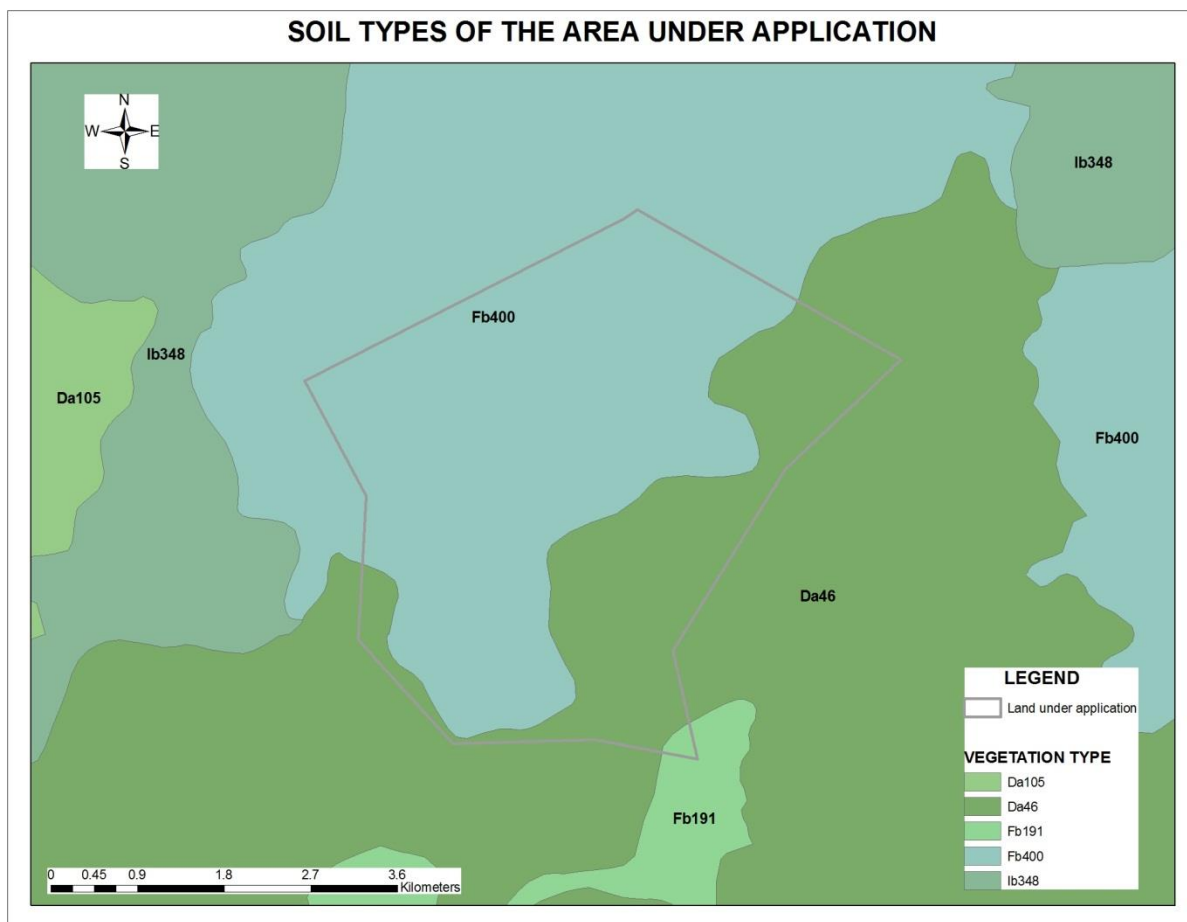 SOIL TYPES OF THE AREA UNDER APPLICATION
N
W E
S
Ib348
Fb400
Ib348
Da105
Fb400
Da46
LEGEND
Land under application
VEGETATION TYPE
Da105
Da46
Fb191
Fb400
Ib348
Fb191
0 0.45 0.9 1.8 2.7 3.6
Kilometers